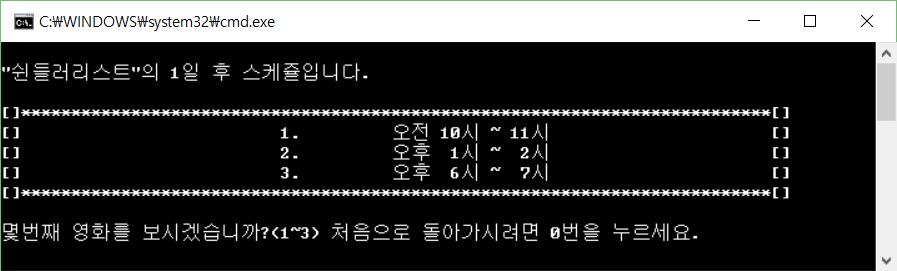 C:₩WINDOWS₩system32₩cmd.exe
"쉰들러리스트"의 1일 후 스케쥴입니다.
[]***************************************************************************[]
[] 1. 오전 10시 ~ 11시 []
[] 2. 오후 1시 ~ 2시 []
[] 3. 오후 6시 ~ 7시 []
[]***************************************************************************[]
몇번째 영화를 보시겠습니까?(1~3) 처음으로 돌아가시려면 0번을 누르세요.